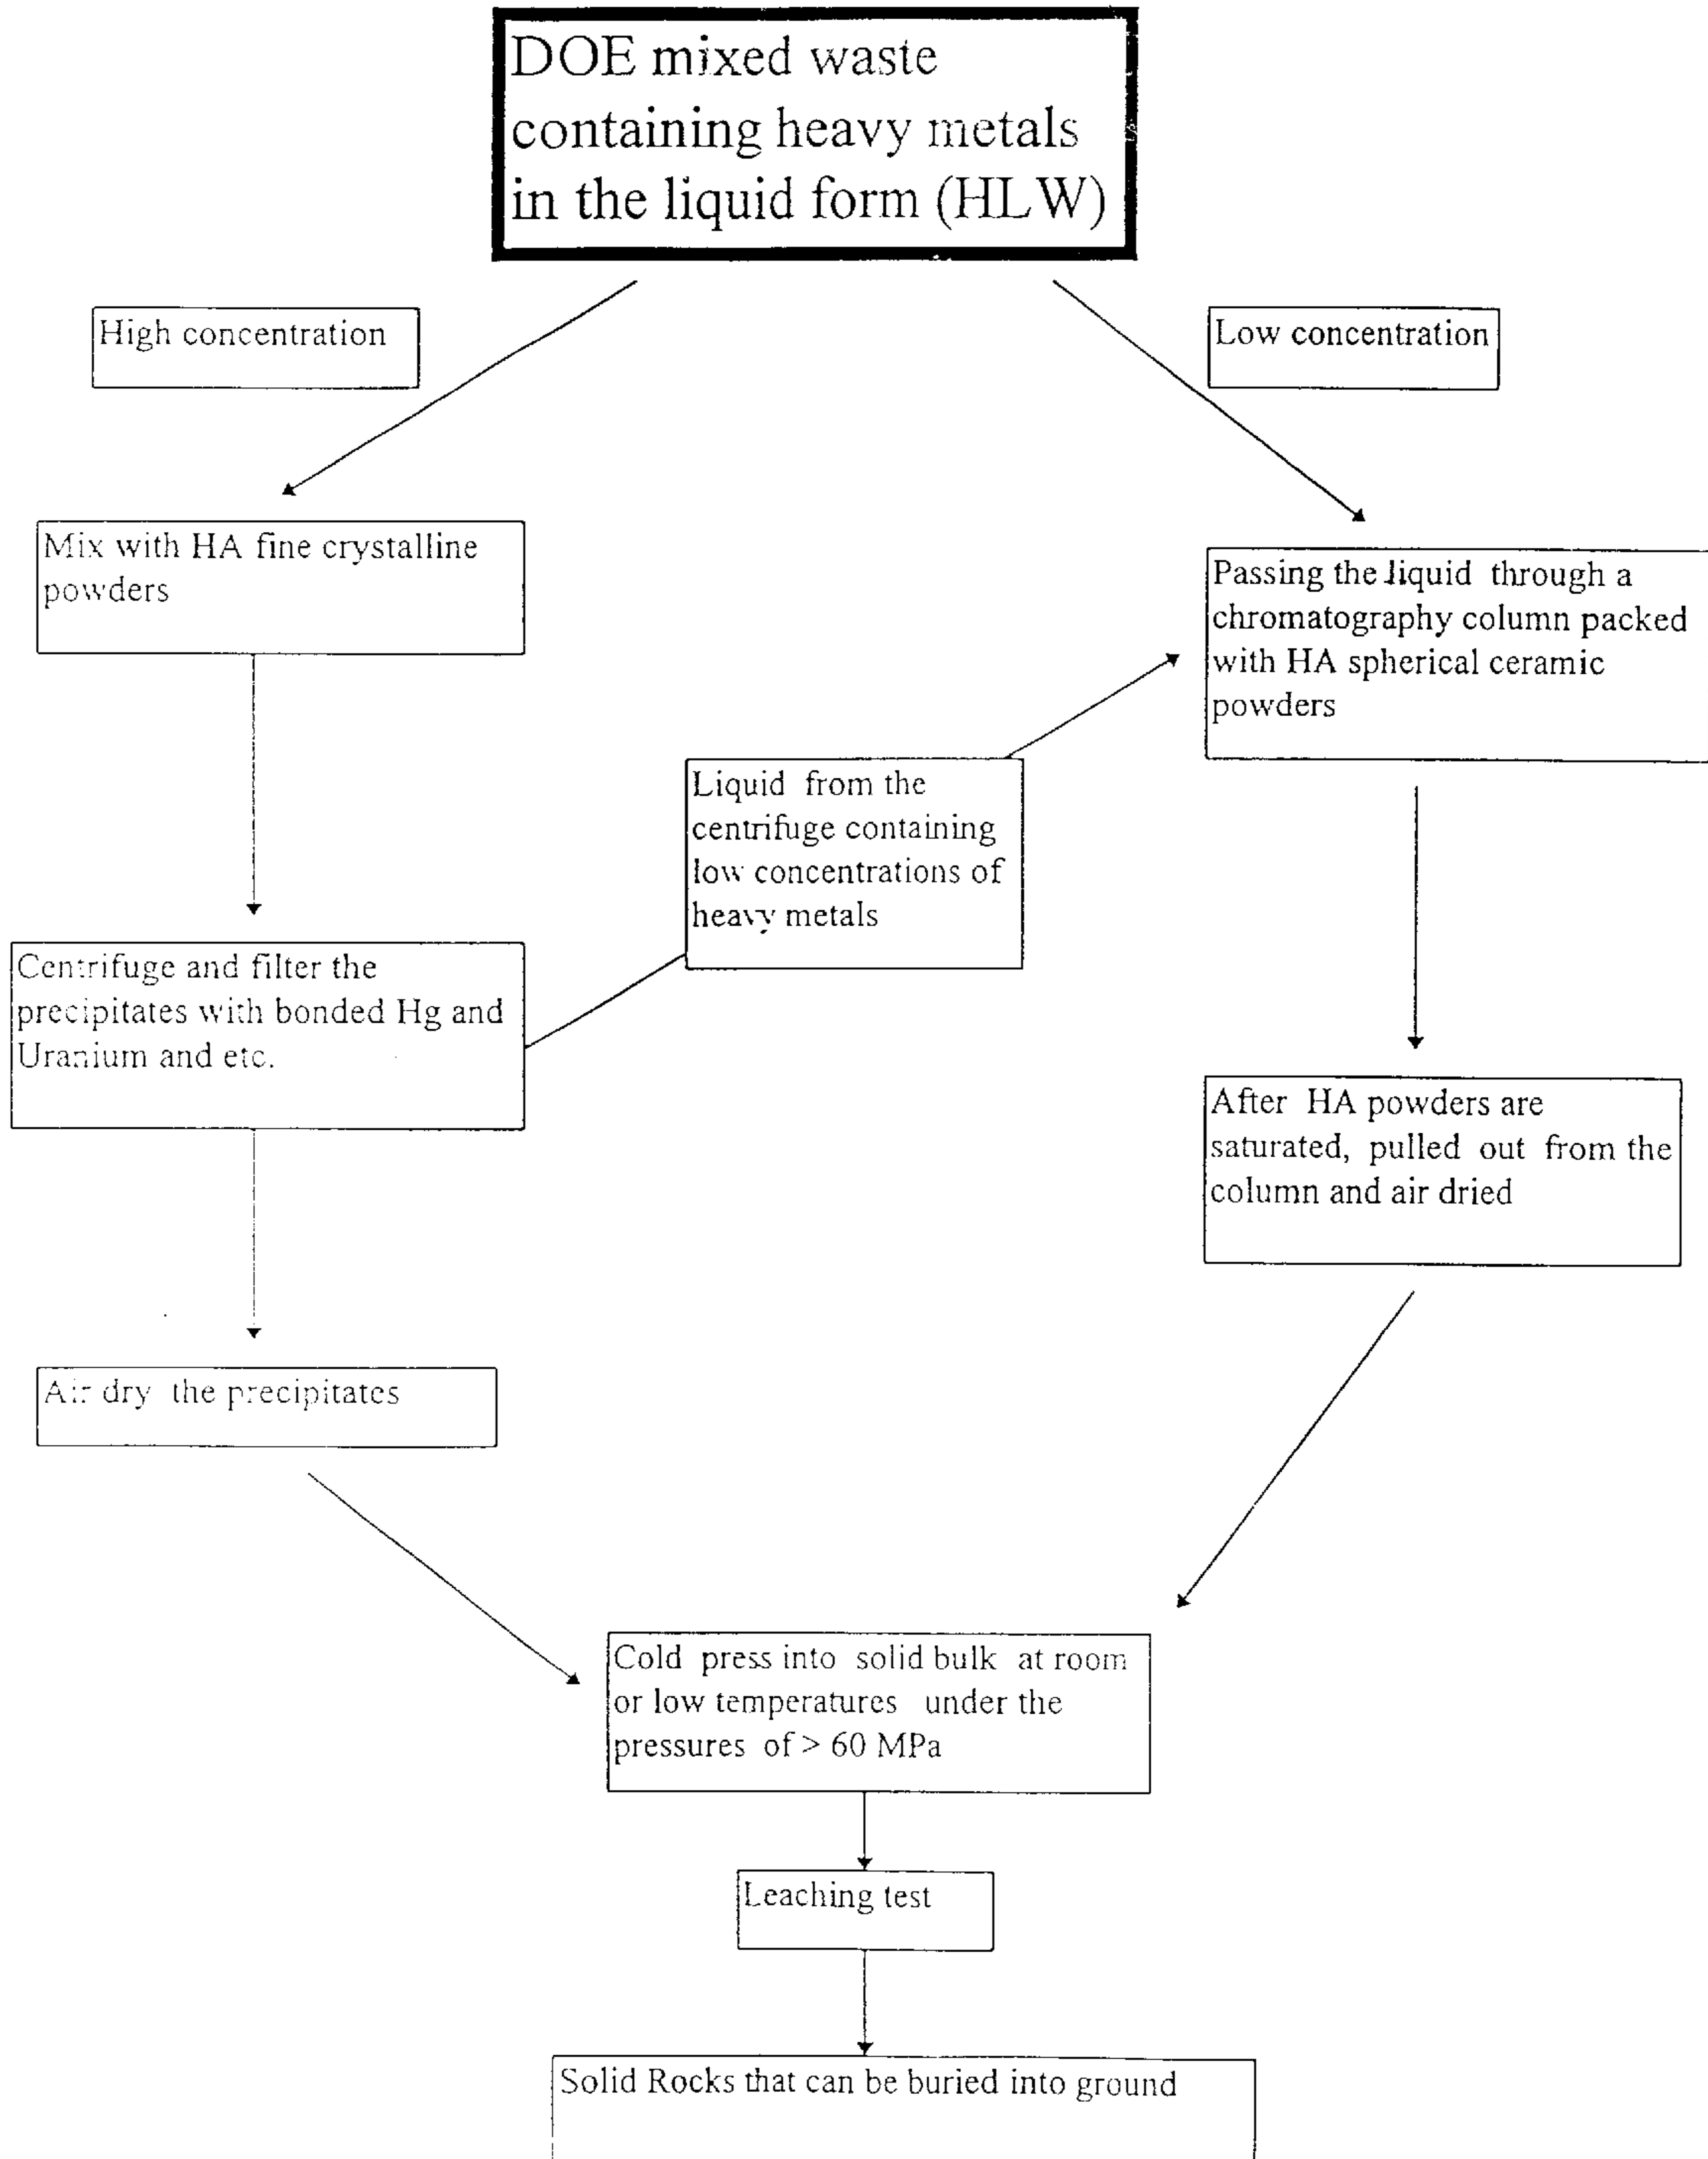 DOE mixed waste
containing heavy metals
in the liquid form (HLW)
High concentration
Low concentration
Mix with HA fine crystalline
powders
Passing the liquid through a
chromatography column packed
with HA spherical ceramic
powders
Liquid from the
centrifuge containing
low concentrations of
heavy metals
Centrifuge and filter the
precipitates with bonded Hg and
Uranium and etc.
After HA powders are
saturated, pulled out from the
column and air dried
Air dry the precipitates
Cold press into solid bulk at room
or low temperatures under the
pressures of > 60 MPa
Leaching test
Solid Rocks that can be buried into ground